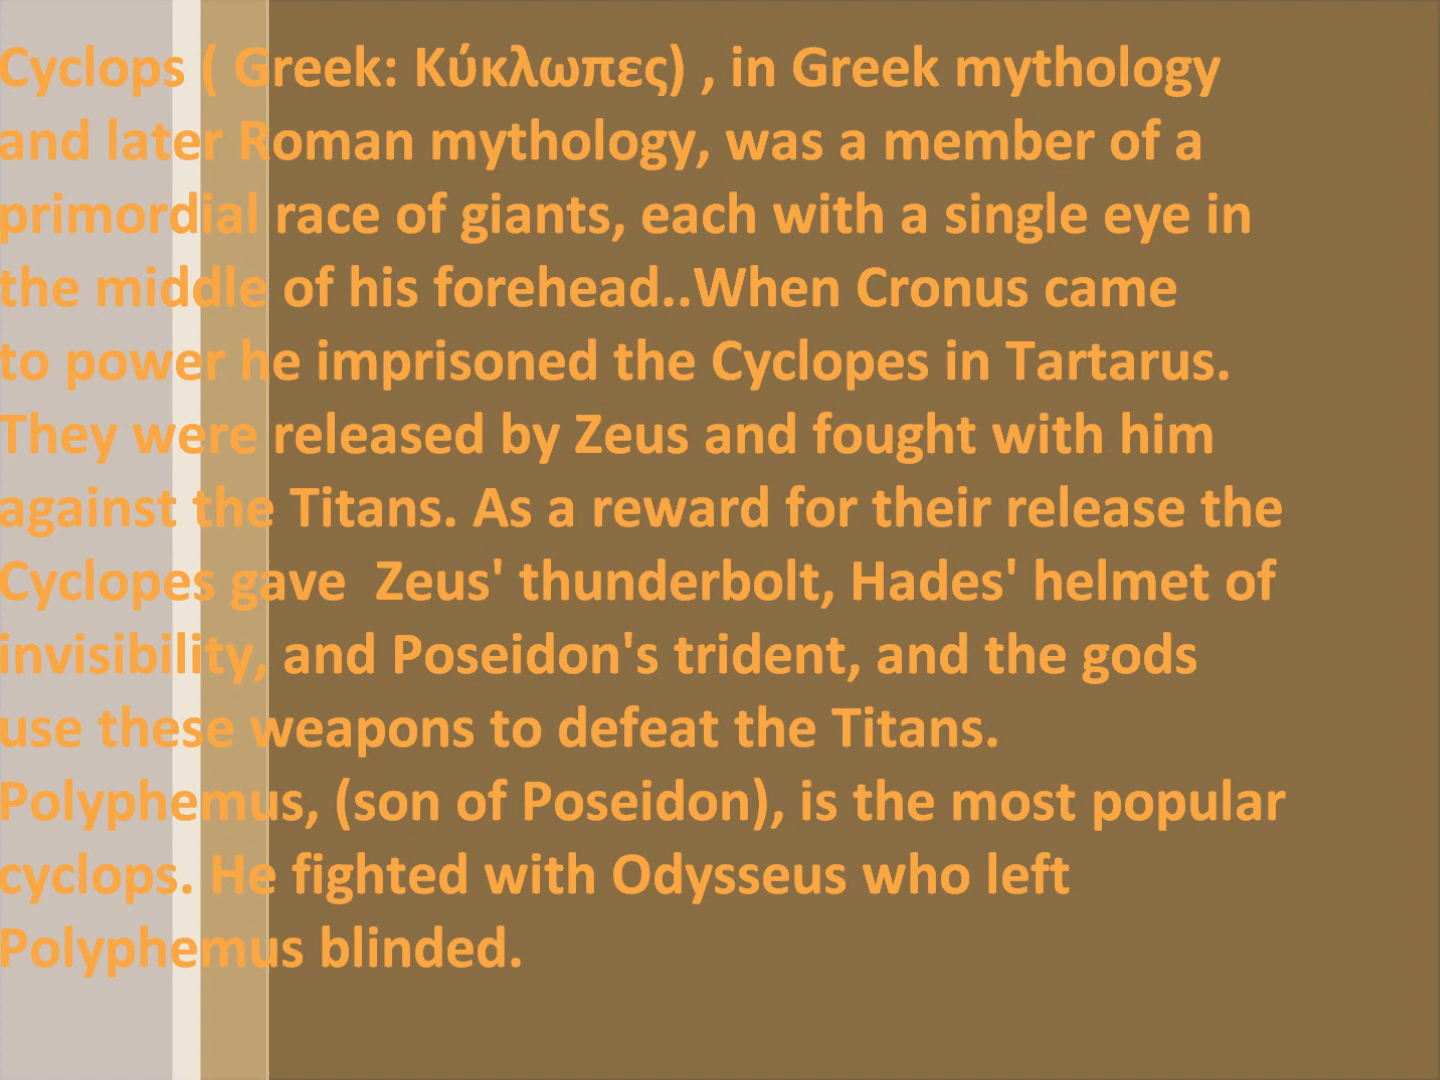 Cyclops ( Greek: Κύκλωπες) , in Greek mythology
and later Roman mythology, was a member of a
primordial race of giants, each with a single eye in
the middle of his forehead..When Cronus came
to power he imprisoned the Cyclopes in Tartarus.
They were released by Zeus and fought with him
against the Titans. As a reward for their release the
Cyclopes gave  Zeus' thunderbolt, Hades' helmet of
invisibility, and Poseidon's trident, and the gods
use these weapons to defeat the Titans.
Polyphemus, (son of Poseidon), is the most popular
cyclops. He fighted with Odysseus who left
Polyphemus blinded.